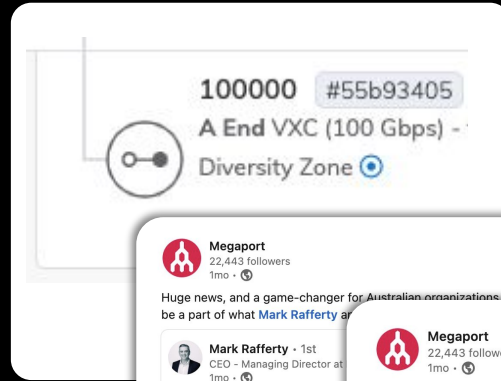 100000 #55b93405
A End VXC (100 Gbps) -
Diversity Zone
Megaport
22,443 followers
1mo •
Huge news, and a game-changer for Australian organizations
be a part of what Mark Rafferty
Mark Rafferty • 1st
CEO - Managing Director at
1mo •
Megaport
22,443
1mo •